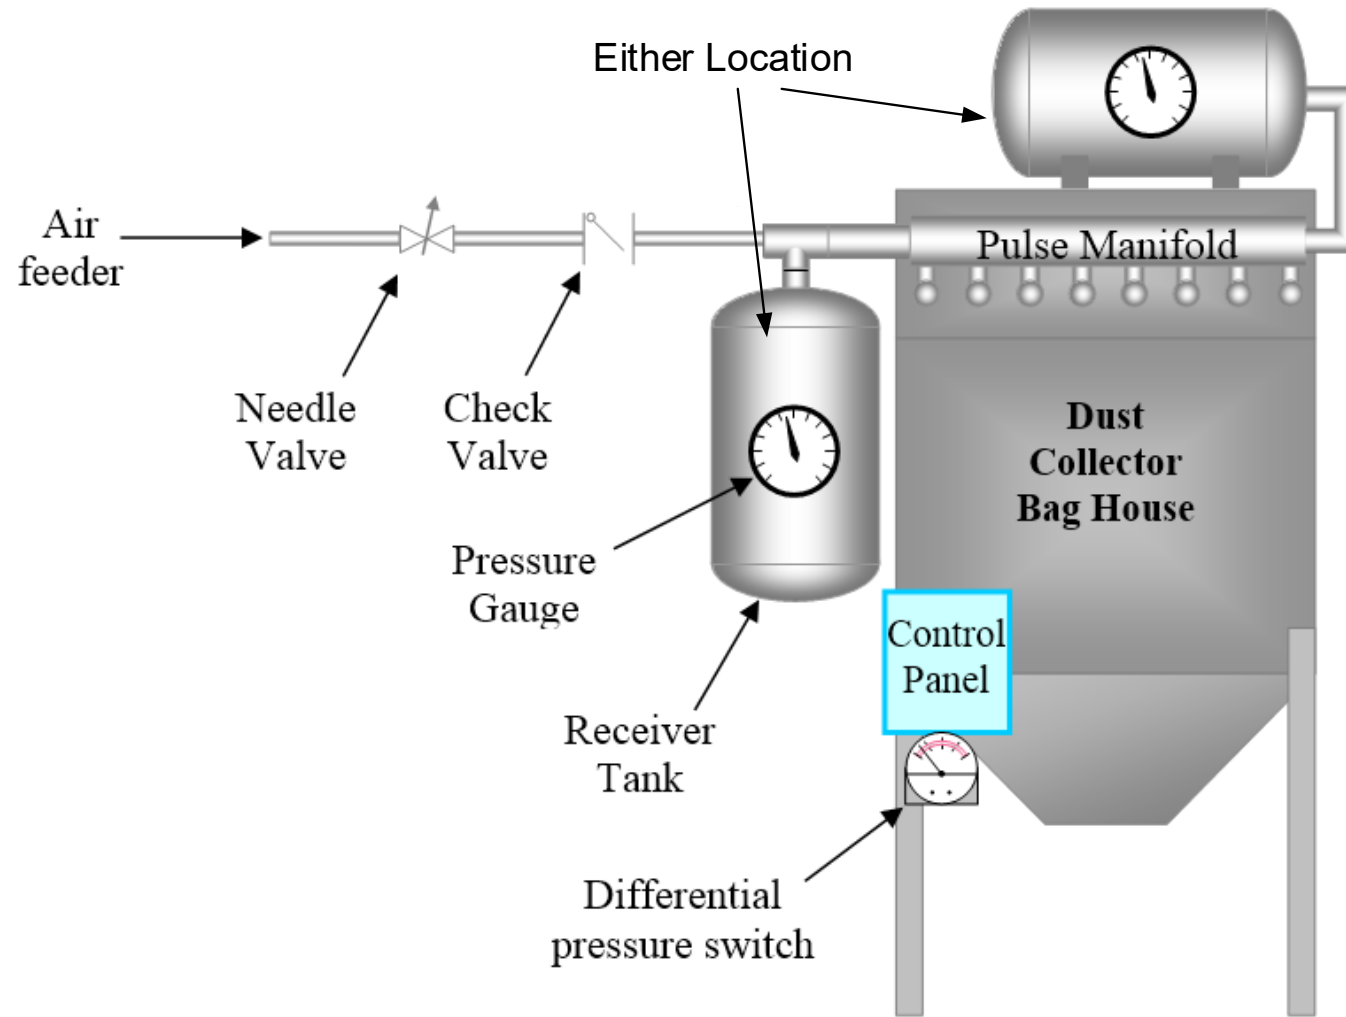 Either Location
Air
feeder
Pulse Manifold
Needle
Valve
Check
Valve
Dust
Collector
Bag House
Pressure
Gauge
Control
Panel
Receiver
Tank
Differential
pressure switch